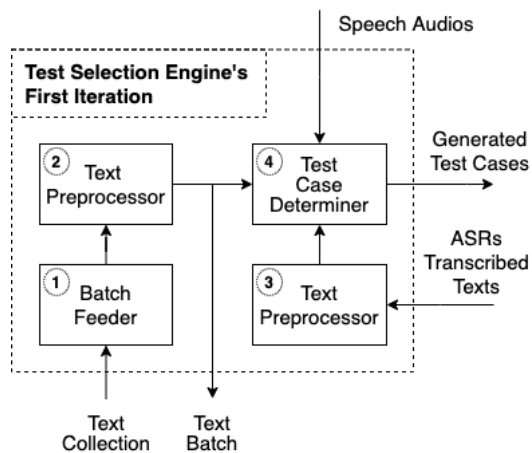 Speech Audios
Test Selection Engine's
First Iteration
2
Text
Preprocessor
4
Test
Case
Determiner
Generated
Test Cases
1
Batch
Feeder
3
Text
Preprocessor
ASRs
Transcribed
Texts
Text
Collection
Text
Batch